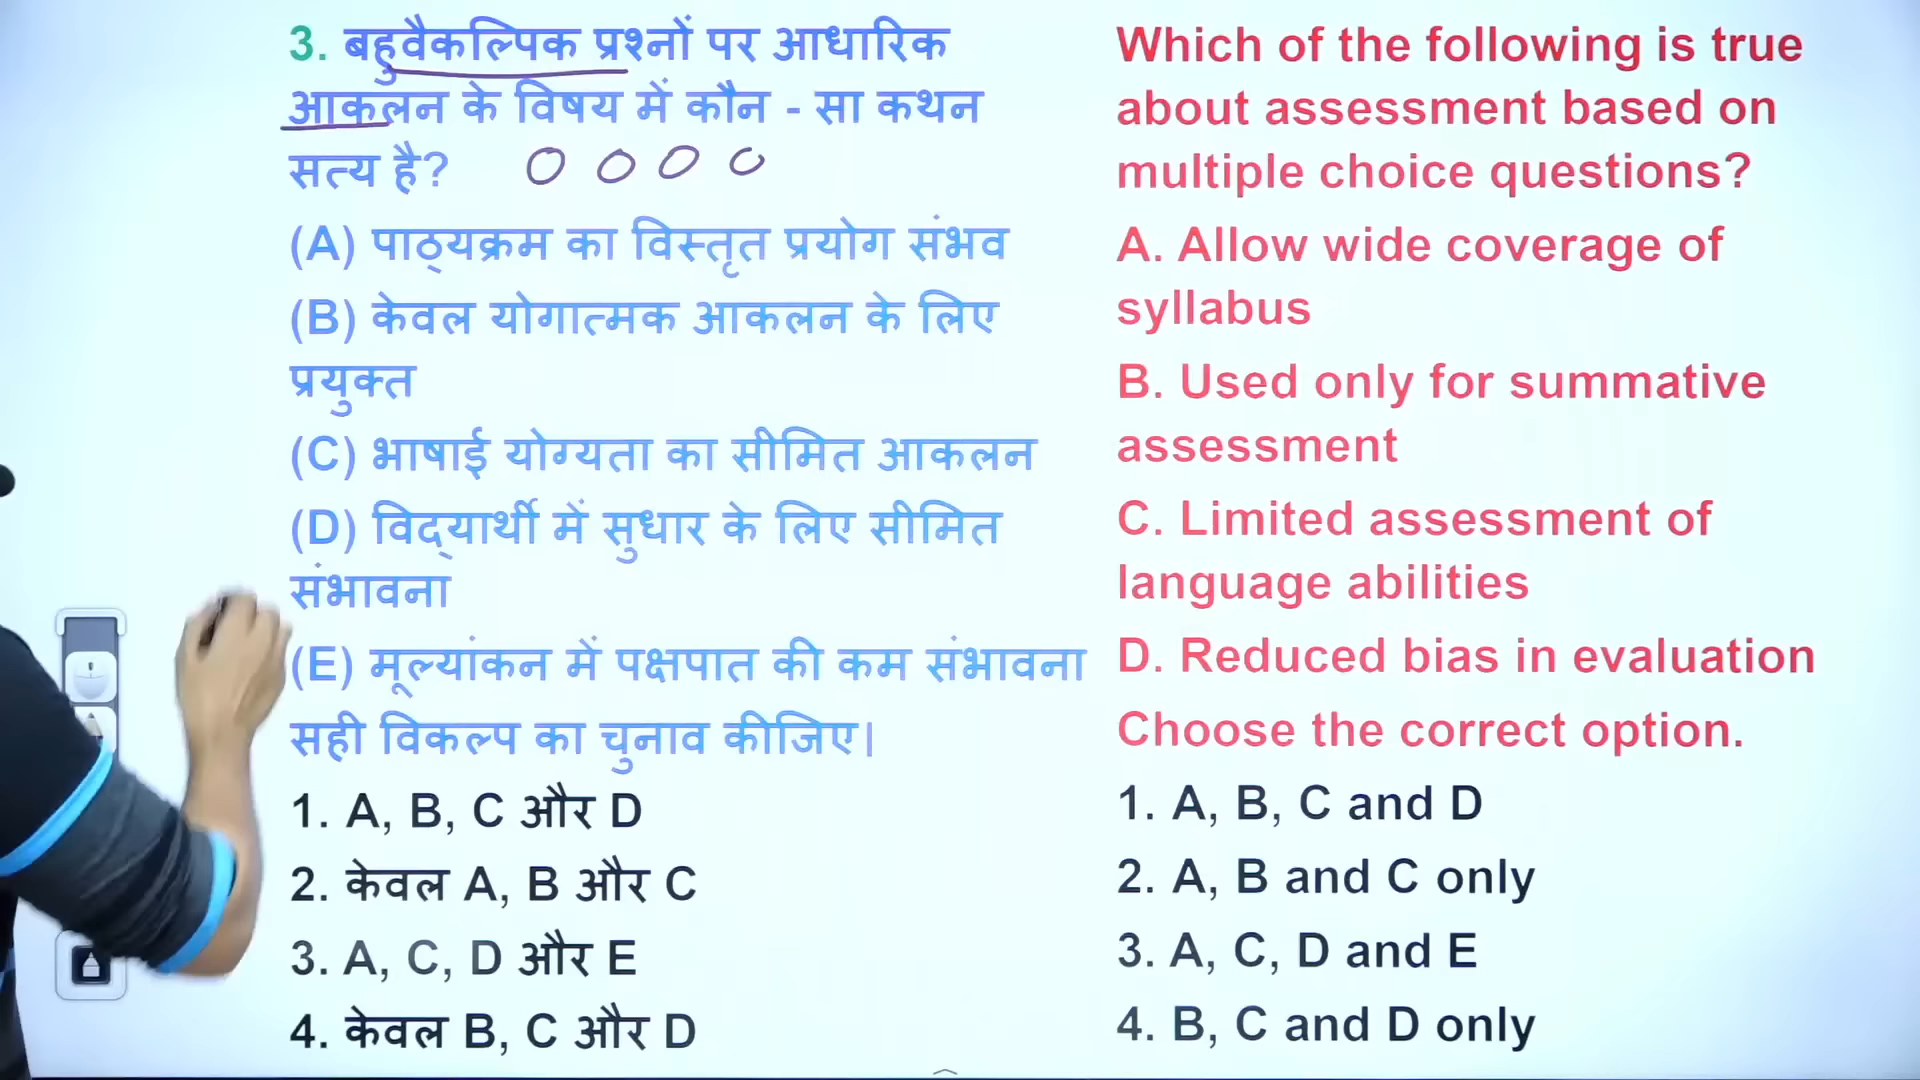 3. बहुवैकल्पिक प्रश्नों पर आधारिक
आकलन के विषय में कौन - सा कथन
सत्य है?
(A) पाठ्यक्रम का विस्तृत प्रयोग संभव
(B) केवल योगात्मक आकलन के लिए
प्रयुक्त
(C) भाषाई योग्यता का सीमित आकलन
(D) विद्यार्थी में सुधार के लिए सीमित
संभावना
(E) मूल्यांकन में पक्षपात की कम संभावना
सही विकल्प का चुनाव कीजिए|
1. A, B, C और D
2. केवल A, B और C
3. A, C, D और E
4. केवल B, C और D
Which of the following is true
about assessment based on
multiple choice questions?
A. Allow wide coverage of
syllabus
B. Used only for summative
assessment
C. Limited assessment of
language abilities
D. Reduced bias in evaluation
Choose the correct option.
1. A, B, C and D
2. A, B and C only
3. A, C, D and E
4. B, C and D only